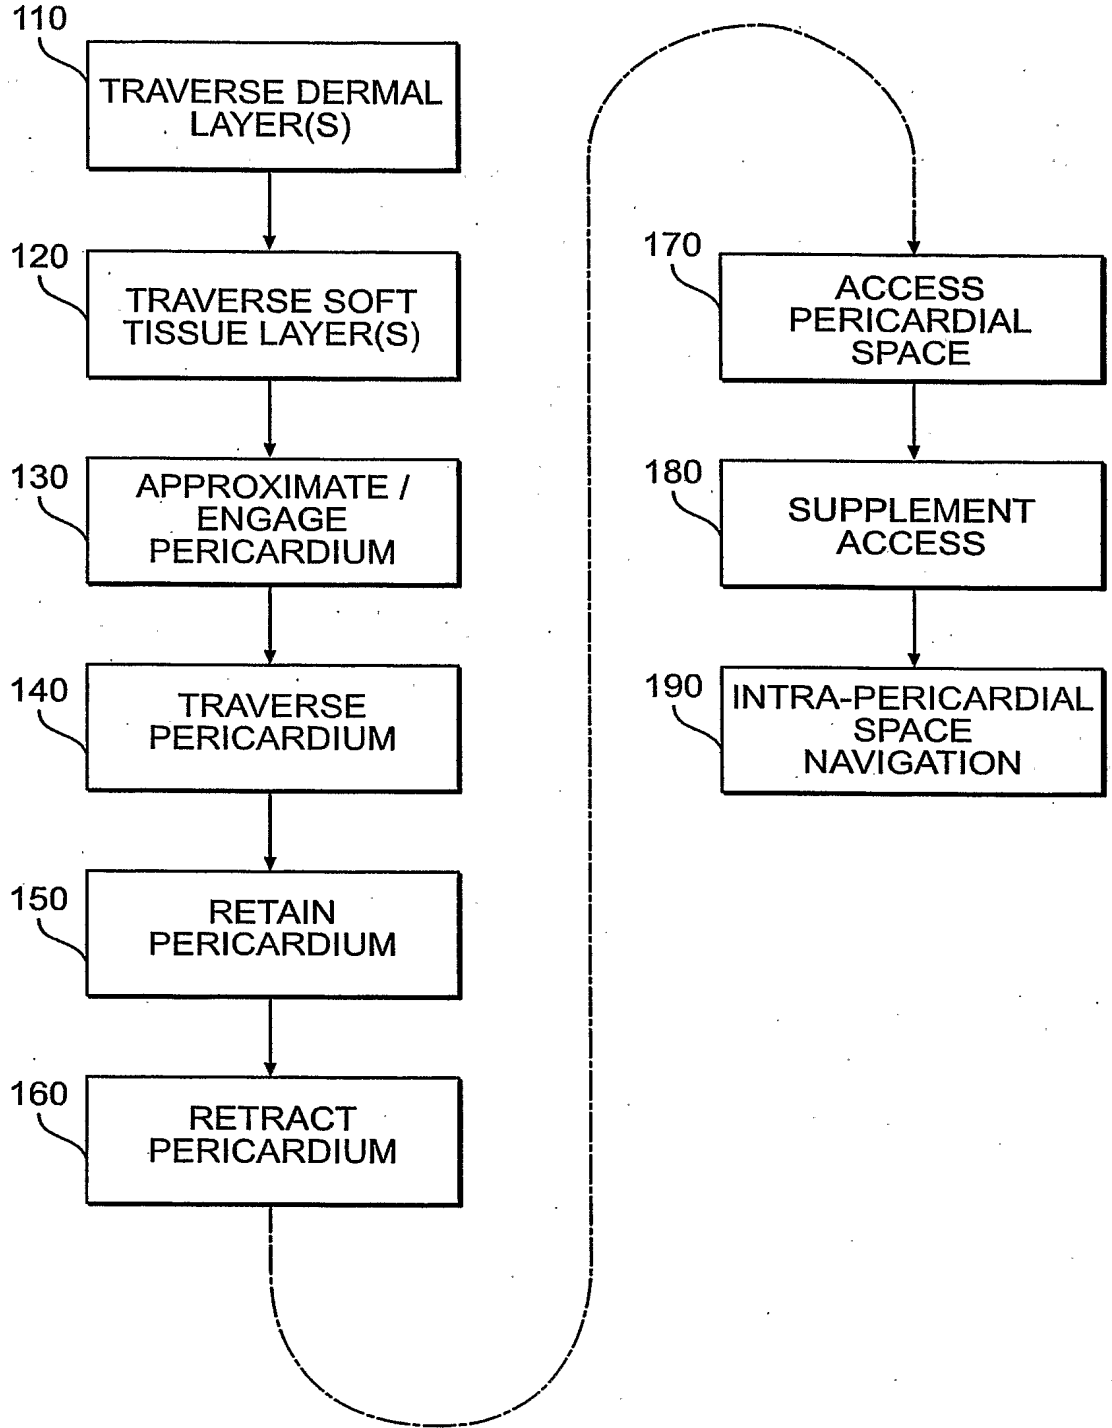 110
TRAVERSE DERMAL
LAYER(S)
120
TRAVERSE SOFT
TISSUE LAYER(S)
130
APPROXIMATE /
ENGAGE
PERICARDIUM
140
TRAVERSE
PERICARDIUM
150
RETAIN
PERICARDIUM
160
RETRACT
PERICARDIUM
170
ACCESS
PERICARDIAL
SPACE
180
SUPPLEMENT
ACCESS
190
INTRA-PERICARDIAL
SPACE
NAVIGATION